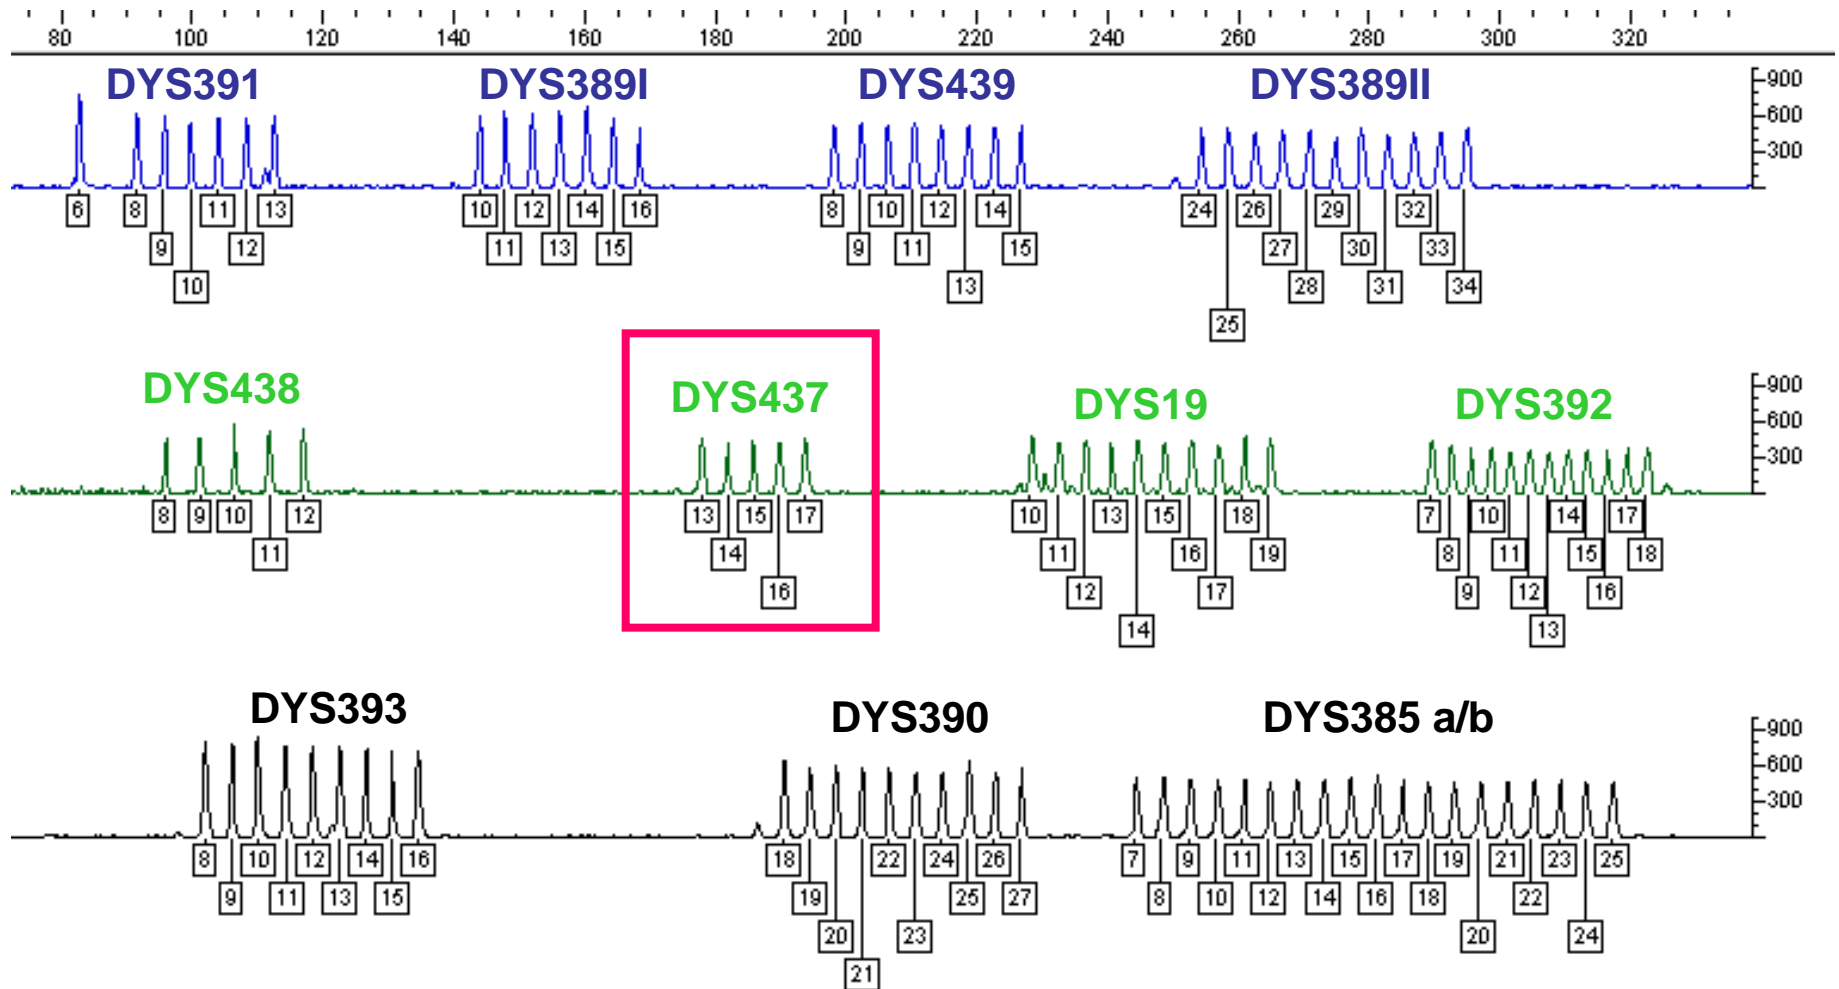 80 100 120 140 160 180 200 220 240 260 280 300 320
DYS391 DYS389I DYS439 DYS389II
900
600
300
6 8 11 13 10 12 14 16 8 10 12 14 24 26 29 32
9 12 11 13 15 9 11 15 27 30 33
10 13 28 31 34
25
DYS438 DYS437 DYS19 DYS392
900
600
300
8 9 10 12 13 15 17 10 13 15 18 7 10 14 17
11 14 11 16 19 8 11 15 18
16 12 17 9 12 16
14 13
DYS393 DYS390 DYS385 a/b
900
600
300
8 10 12 14 16 18 22 24 26 7 9 11 13 15 17 19 21 23 25
9 11 13 15 19 25 27 8 10 12 14 16 18 22
20 23 20 24
21